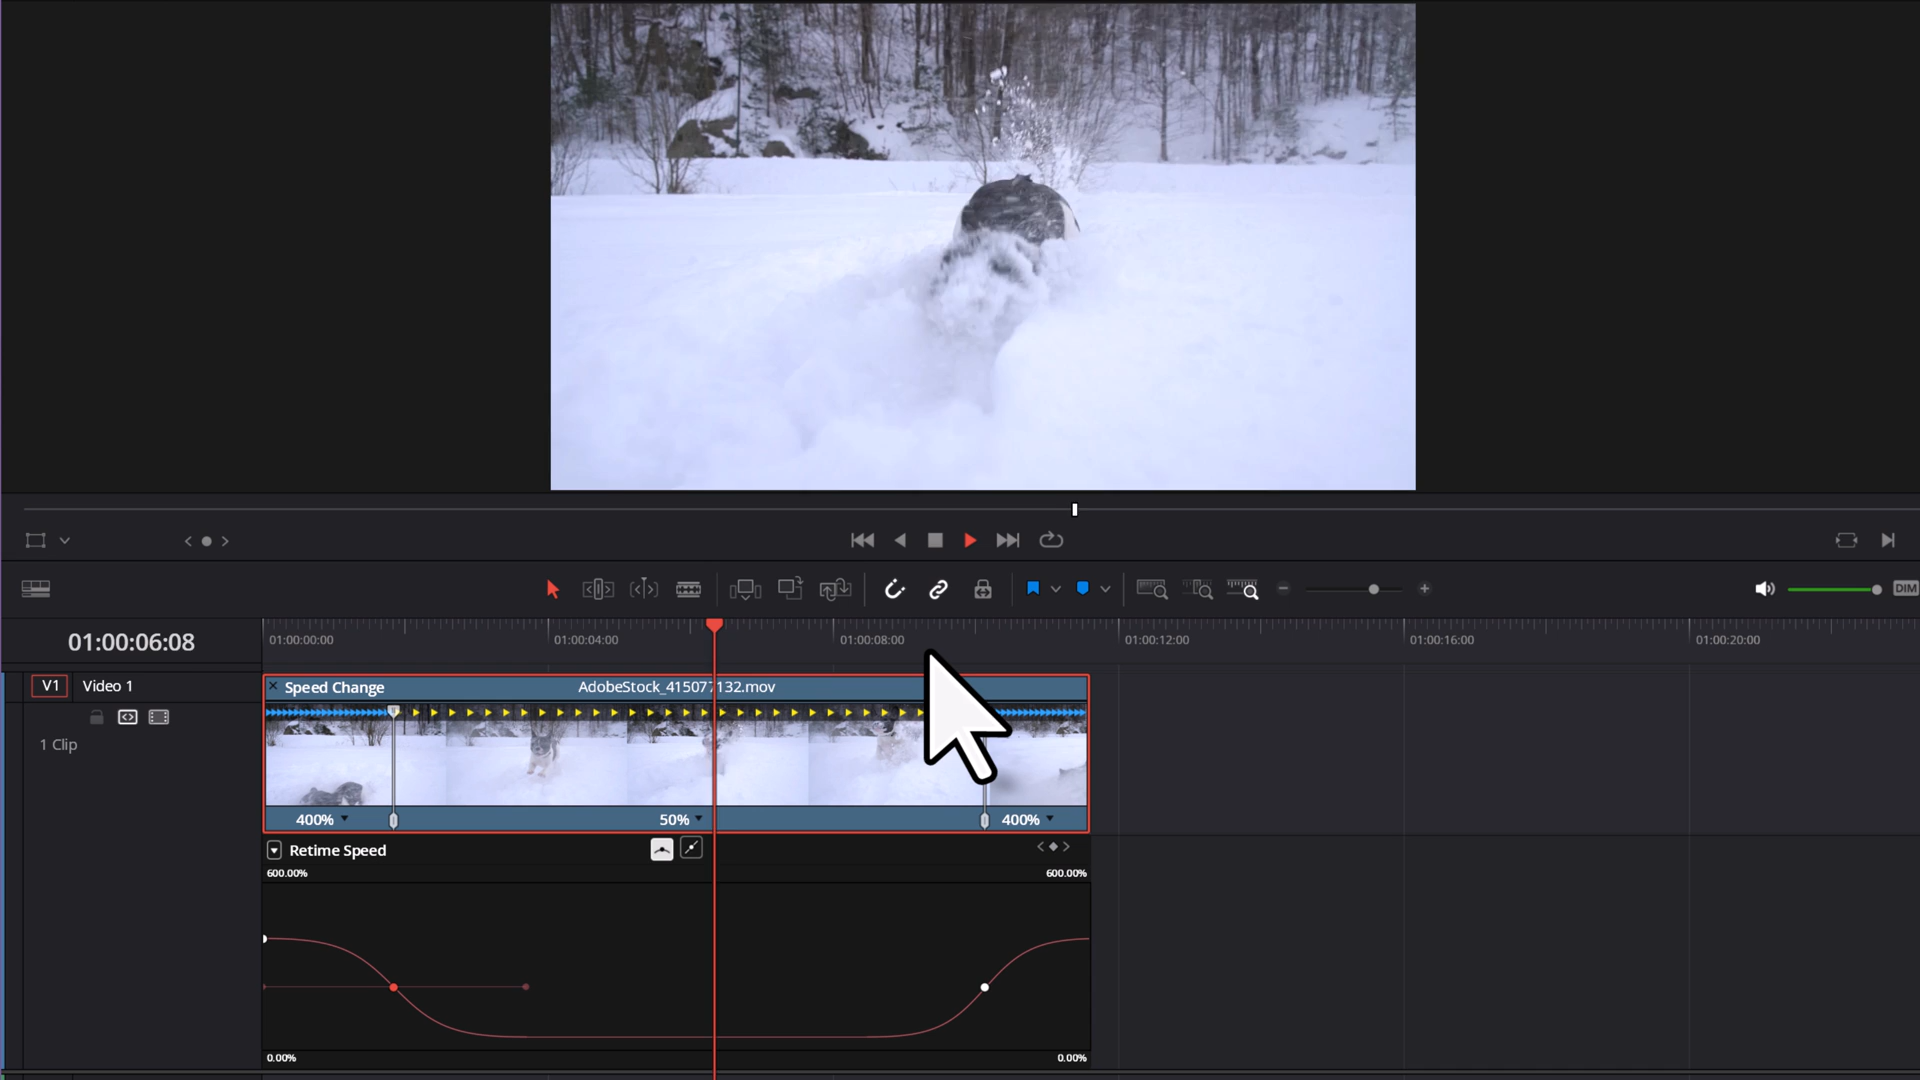 DIM
01:00:06:08
01:00:00:00
01:00:04:00
01:00:08:00
01:00:12:00
01:00:16:00
01:00:20:00
V1
Video 1
Speed Change
AdobeStock_415077132.mov
1 Clip
400%
50%
400%
Retime Speed
600.00%
600.00%
0.00%
0.00%